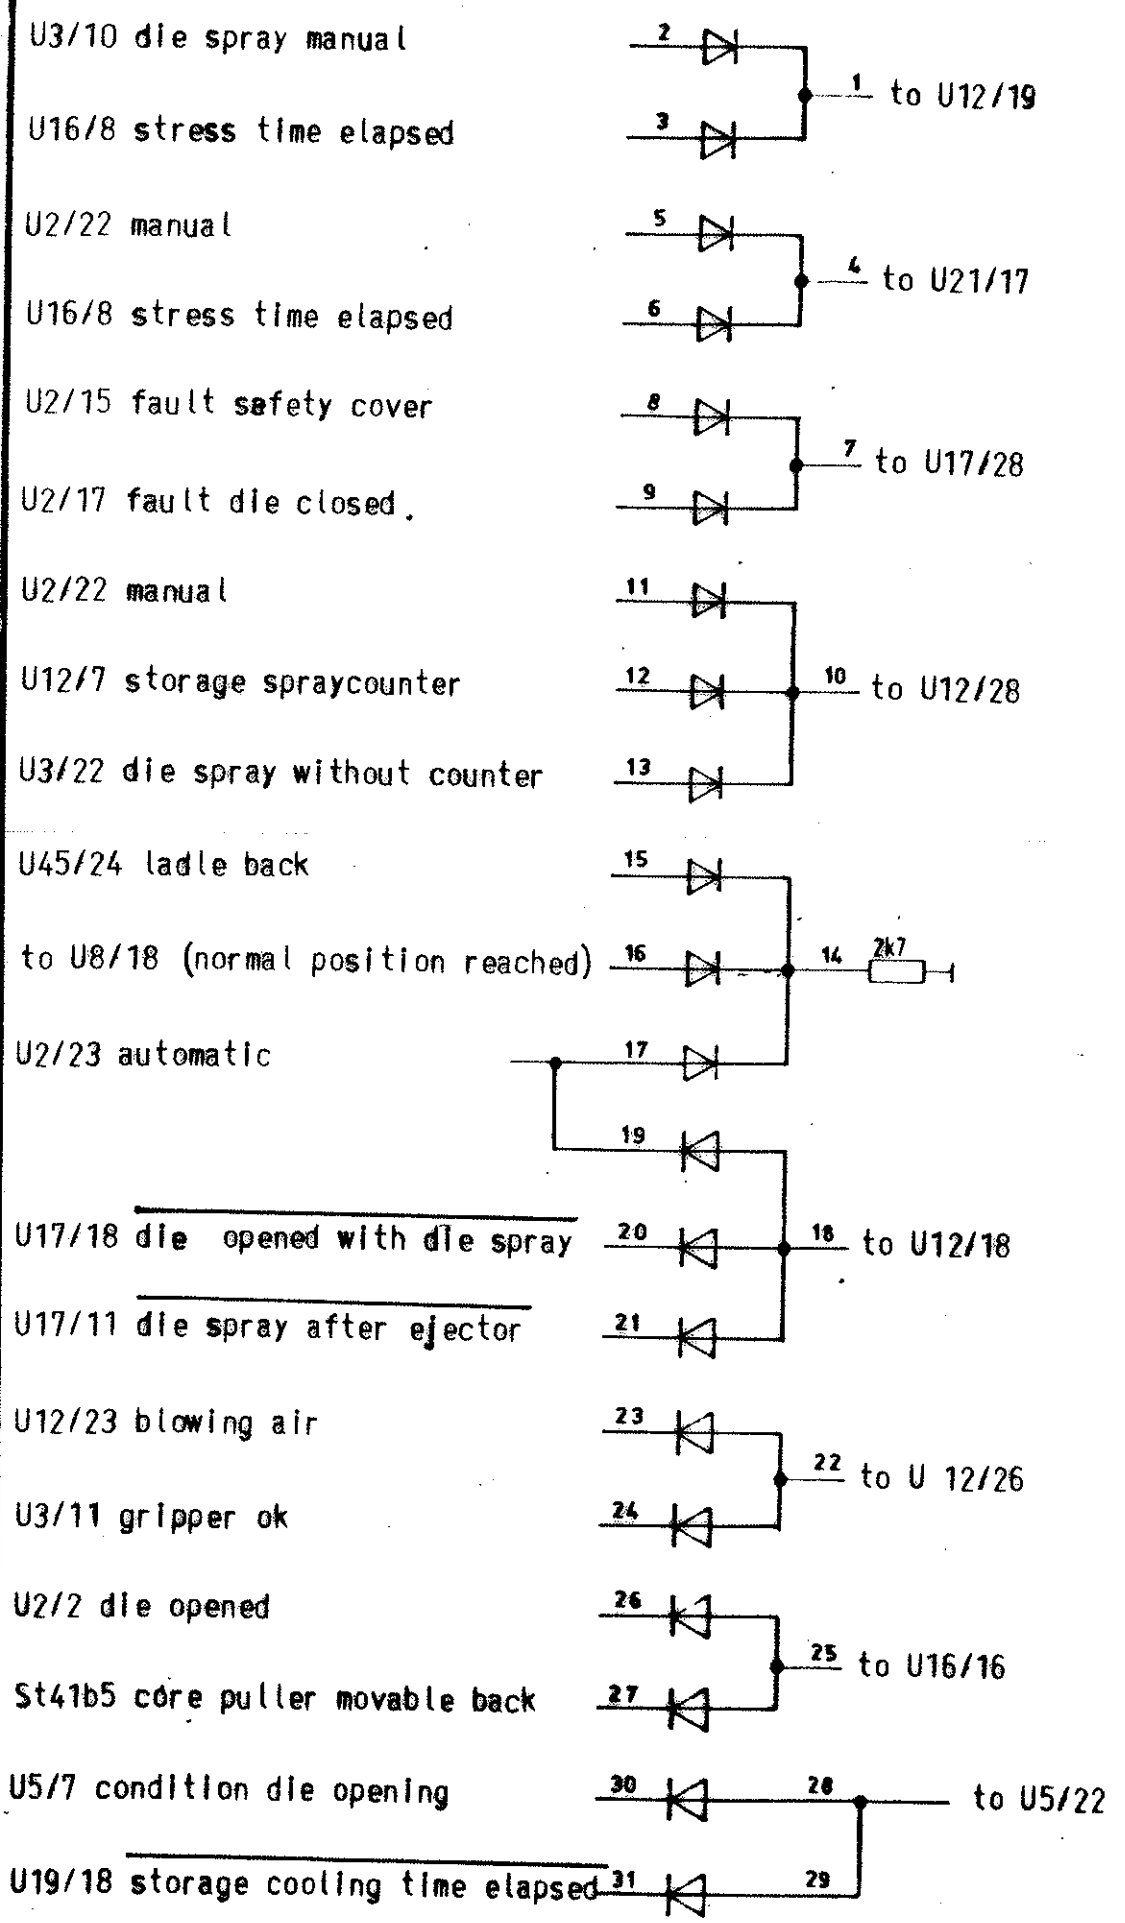 U3/10 die spray manual 2
1 to U12/19
U16/8 stress time elapsed 3
U2/22 manual 5
4 to U21/17
U16/8 stress time elapsed 6
U2/15 fault safety cover 8
7 to U17/28
U2/17 fault die closed. 9
U2/22 manual 11
U12/7 storage spraycounter 12 10 to U12/28
U3/22 die spray without counter 13
U45/24 ladle back 15
to U8/18 (normal position reached) 16 14 2k7
U2/23 automatic 17
19
U17/18 die opened with die spray 20 18 to U12/18
U17/11 die spray after ejector 21
U12/23 blowing air 23
22 to U 12/26
U3/11 gripper ok 24
U2/2 die opened 26
25 to U16/16
St41b5 core puller movable back 27
U5/7 condition die opening 30 28 to U5/22
U19/18 storage cooling time elapsed 31 29